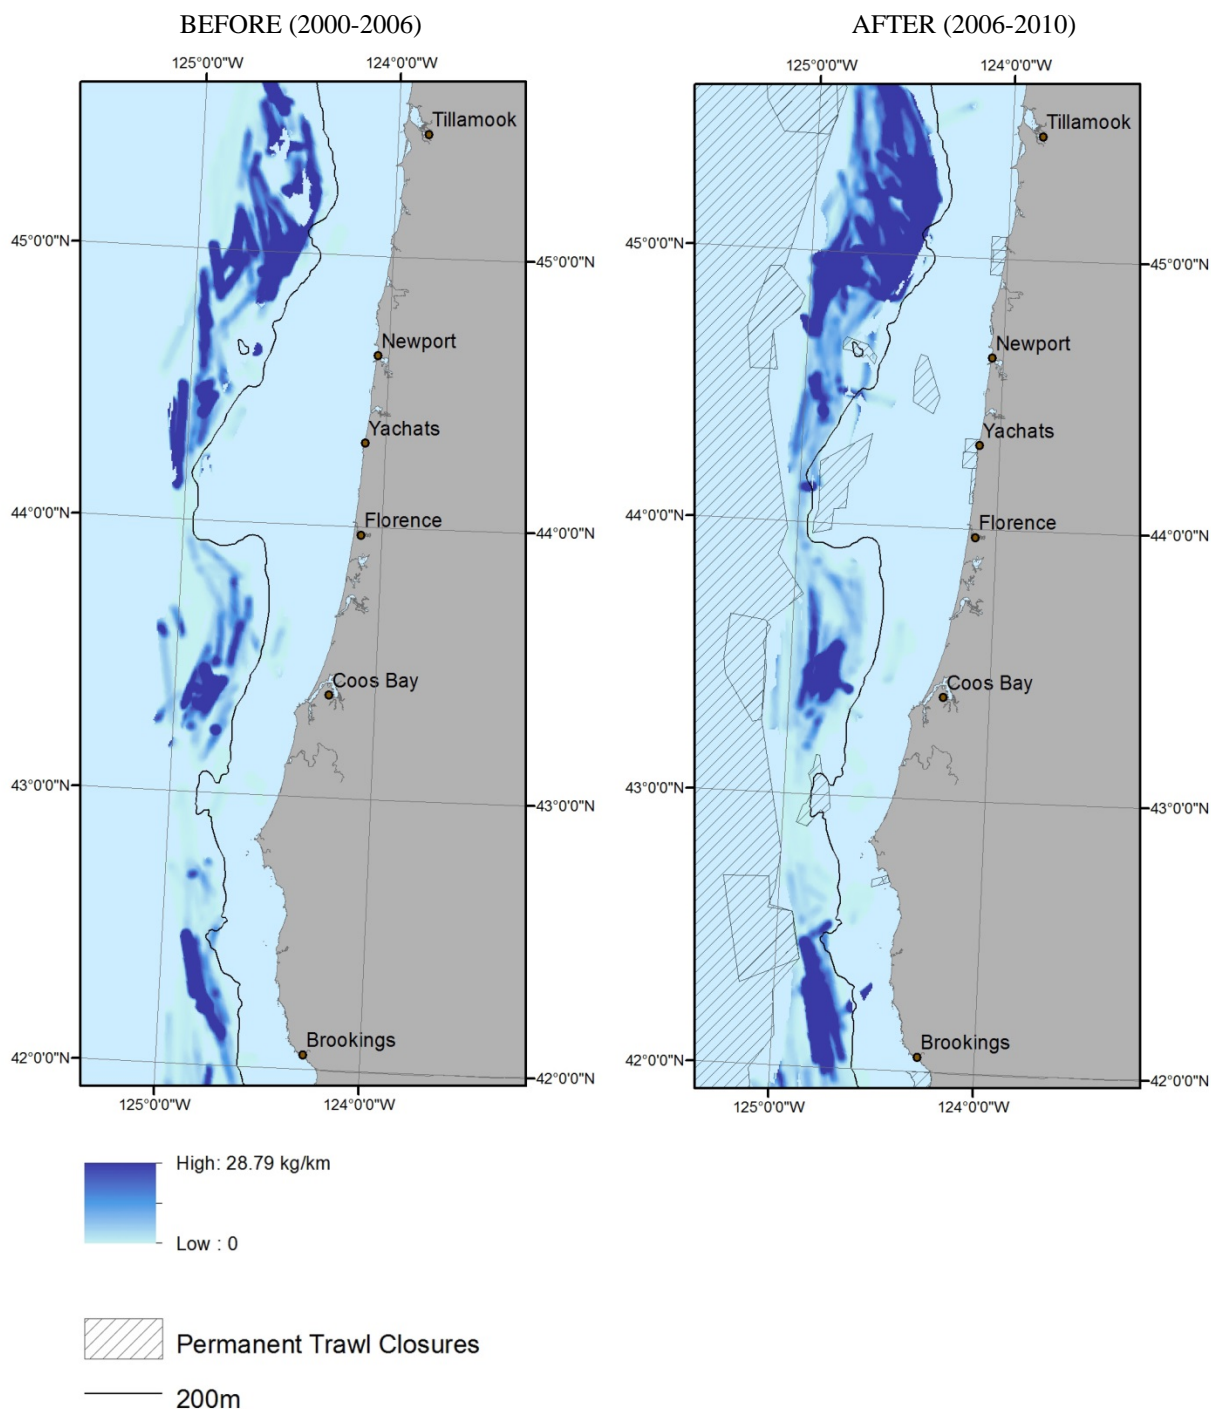 BEFORE (2000-2006)
125°0'0"W 124°0'0"W
Tillamook
45°0'0"N
45°0'0"N
Newport
Yachats
44°0'0"N
Florence
44°0'0"N
Coos Bay
43°0'0"N
43°0'0"N
Brookings
42°0'0"N
42°0'0"N
125°0'0"W 124°0'0"W
AFTER (2006-2010)
125°0'0"W 124°0'0"W
Tillamook
45°0'0"N
45°0'0"N
Newport
Yachats
44°0'0"N
Florence
44°0'0"N
Coos Bay
43°0'0"N
43°0'0"N
Brookings
42°0'0"N
42°0'0"N
125°0'0"W 124°0'0"W
High: 28.79 kg/km
Low : 0
Permanent Trawl Closures
200m